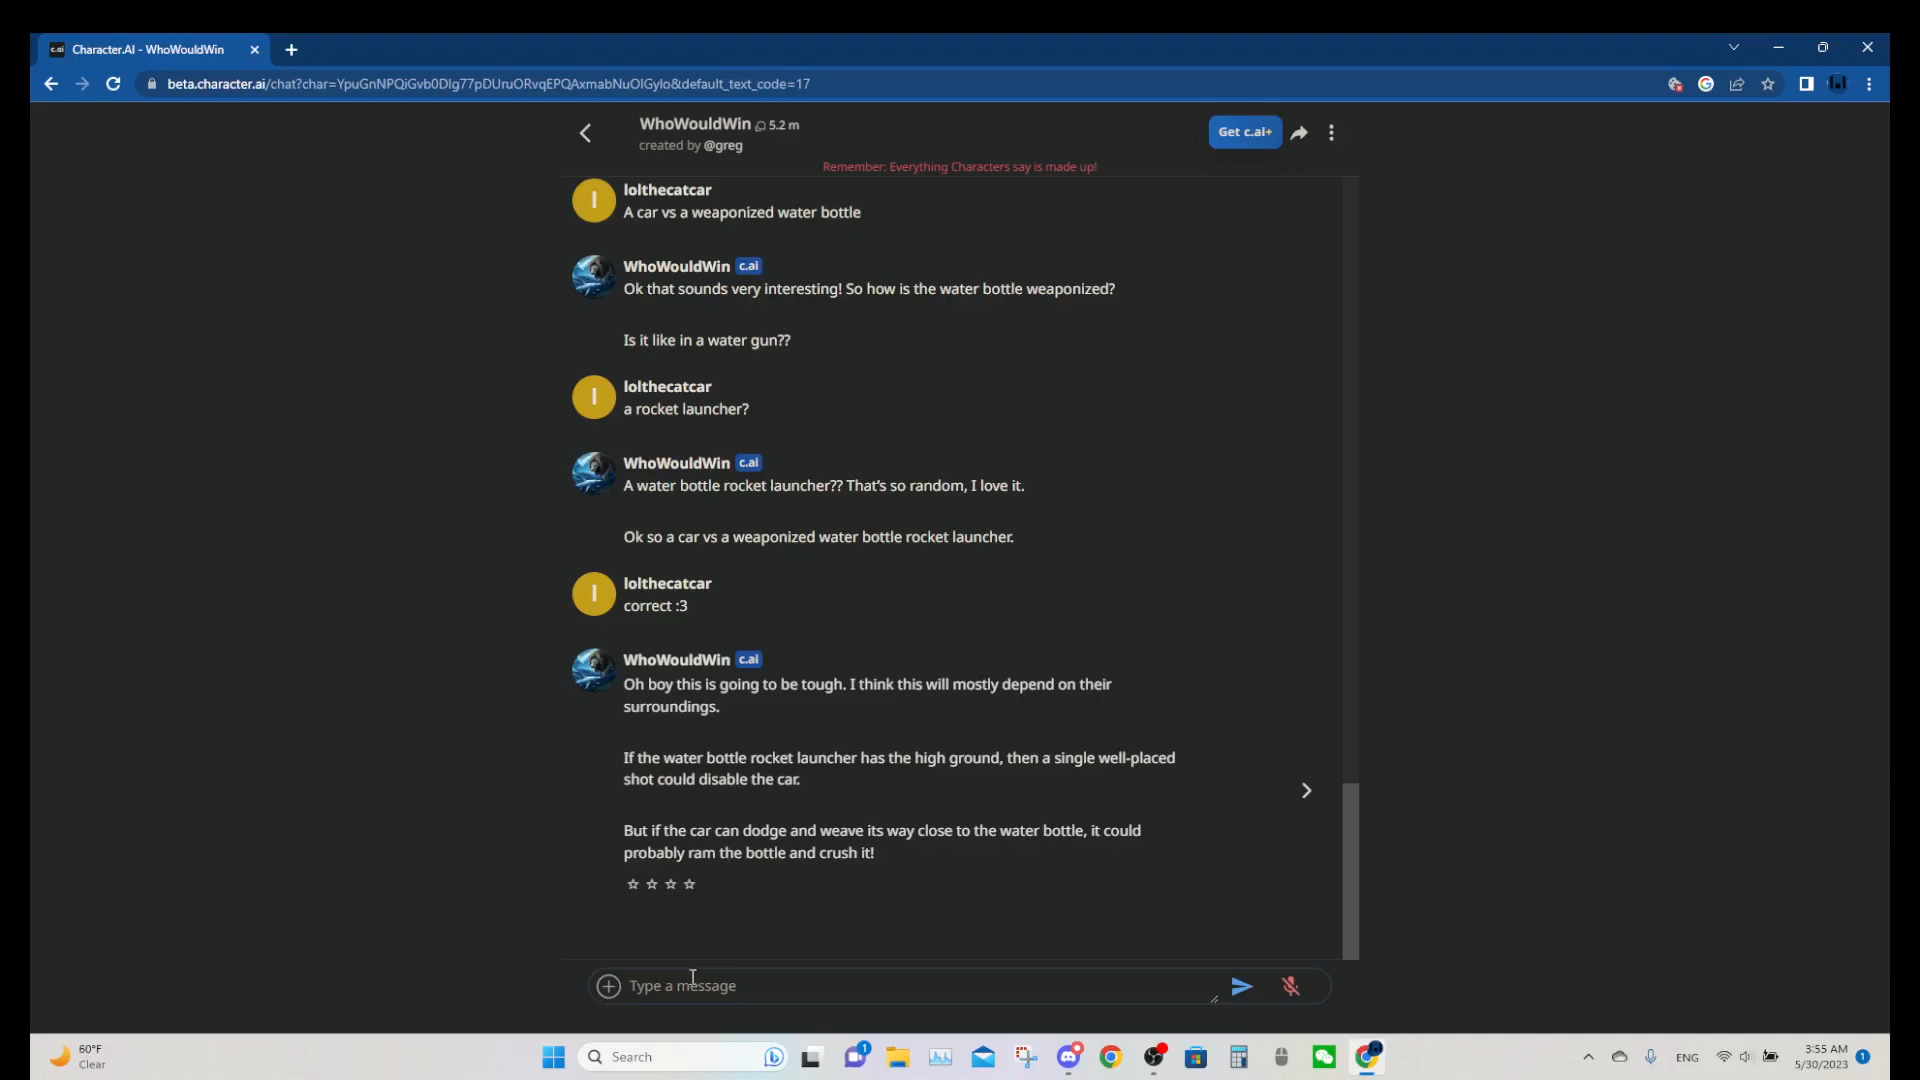 Character.AI - WhoWouldWin
beta.character.ai/chat?char=YpuGnNPQiGvb0Dlg77pDUruORvqEPQAxmabNuOlGylo&default_text_code=17
WhoWouldWin 5.2 m
created by @greg
Get c.ai+
Remember: Everything Characters say is made up!
lolthecatcar
A car vs a weaponized water bottle
WhoWouldWin c.ai
Ok that sounds very interesting! So how is the water bottle weaponized?
Is it like in a water gun??
lolthecatcar
a rocket launcher?
WhoWouldWin c.ai
A water bottle rocket launcher?? That's so random, I love it.
Ok so a car vs a weaponized water bottle rocket launcher.
lolthecatcar
correct :3
WhoWouldWin c.ai
Oh boy this is going to be tough. I think this will mostly depend on their
surroundings.
If the water bottle rocket launcher has the high ground, then a single well-placed
shot could disable the car.
But if the car can dodge and weave its way close to the water bottle, it could
probably ram the bottle and crush it!
Type a message
60°F
Clear
Search
1
ENG
3:55 AM
5/30/2023
1